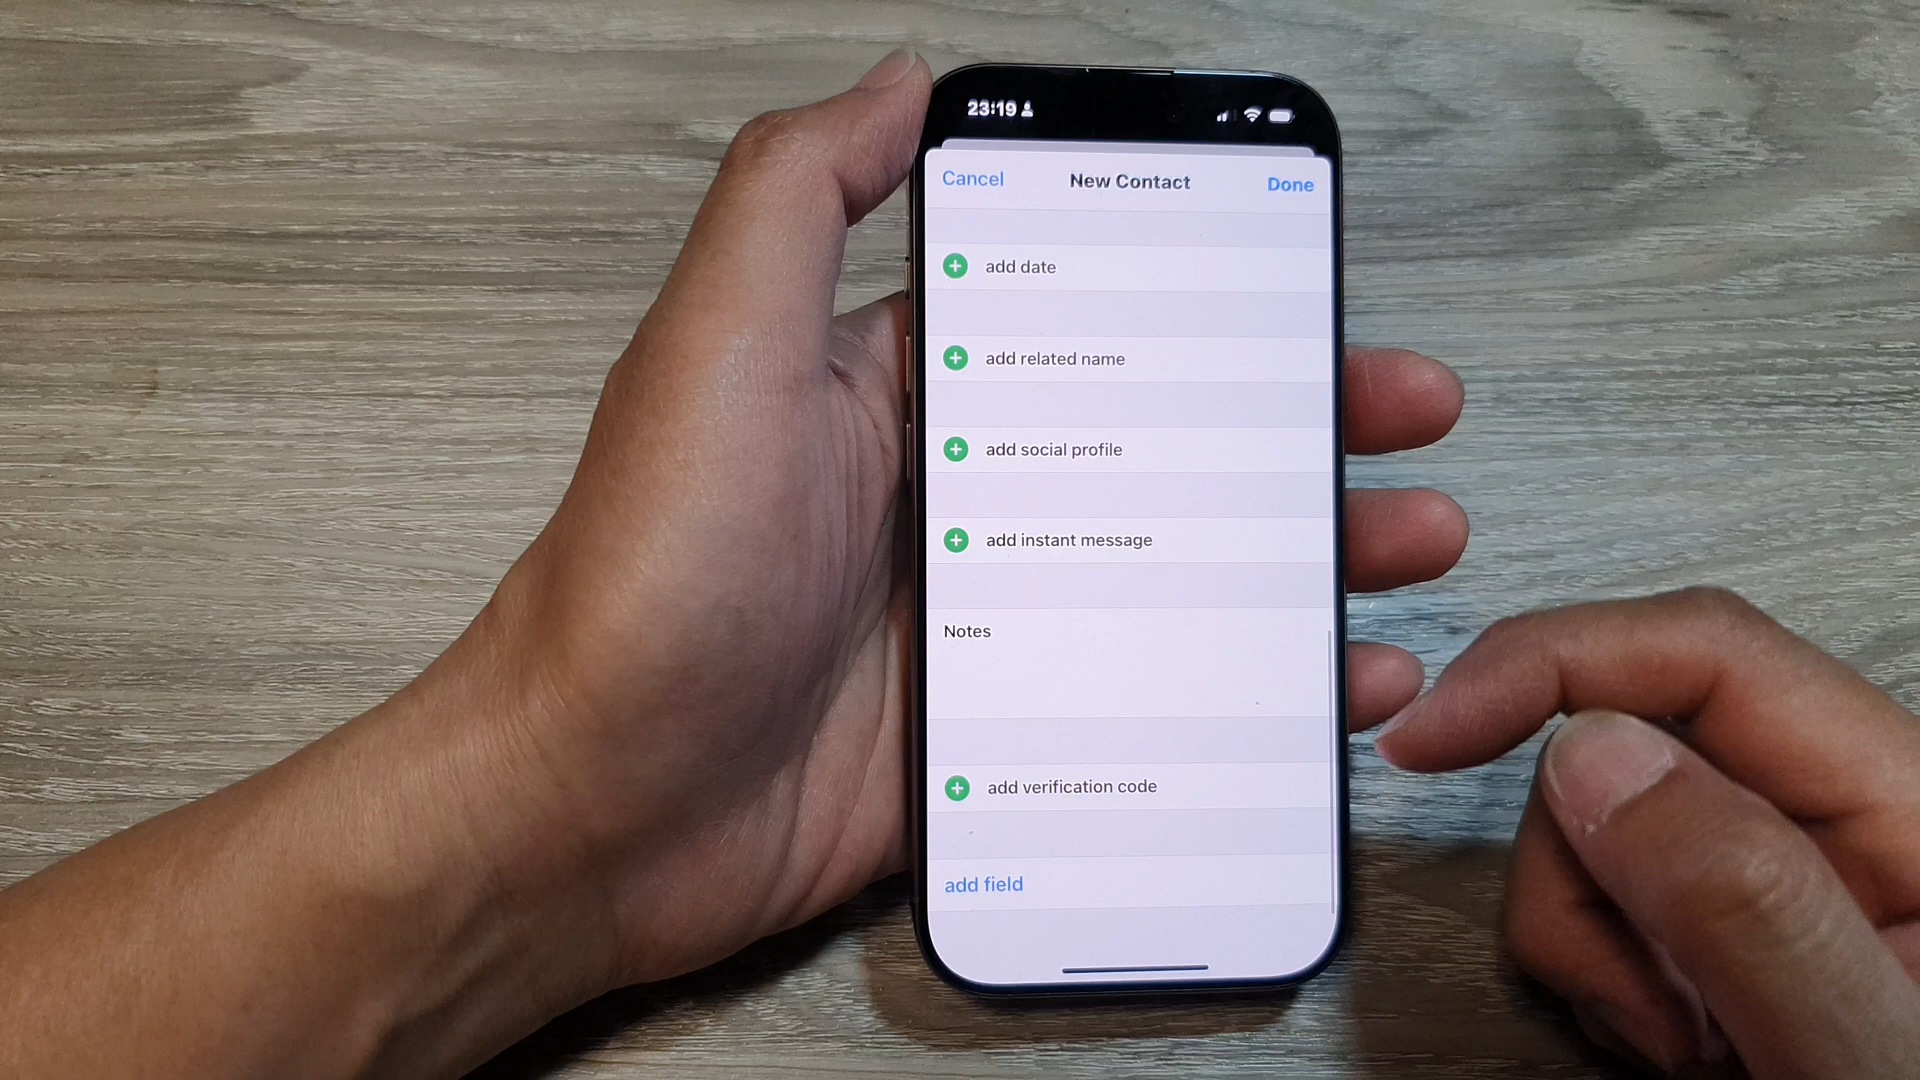 23:19
Cancel New Contact Done
add date
add related name
add social profile
add instant message
Notes
add verification code
add field